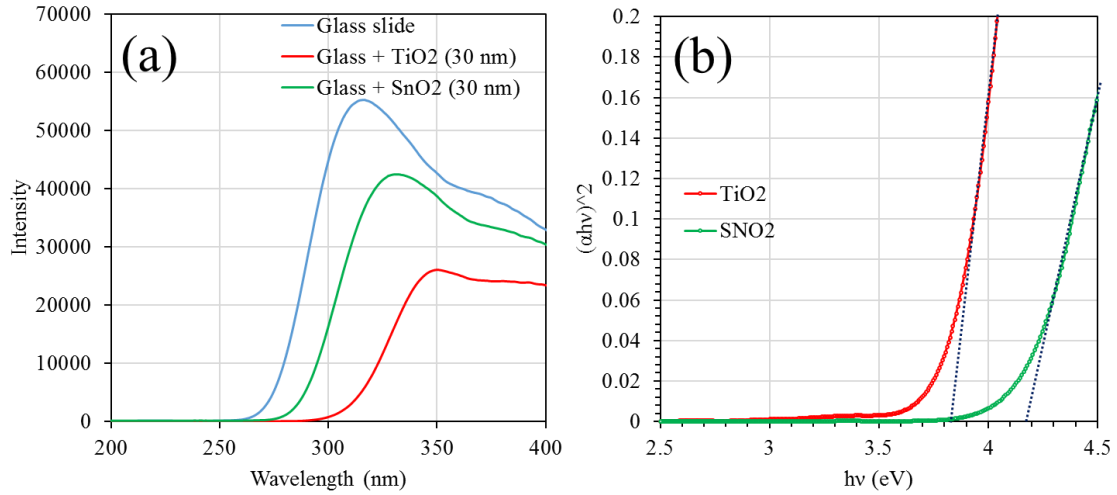 (a)
Glass slide
Glass + TiO2 (30 nm)
Glass + SnO2 (30 nm)
70000
60000
50000
40000
30000
20000
10000
0
Intensity
200
250
300
350
400
Wavelength (nm)
(b)
0.2
0.18
0.16
0.14
0.12
0.1
0.08
0.06
0.04
0.02
0
(αhν)^2
TiO2
SNO2
2.5
3
3.5
4
4.5
hν (eV)